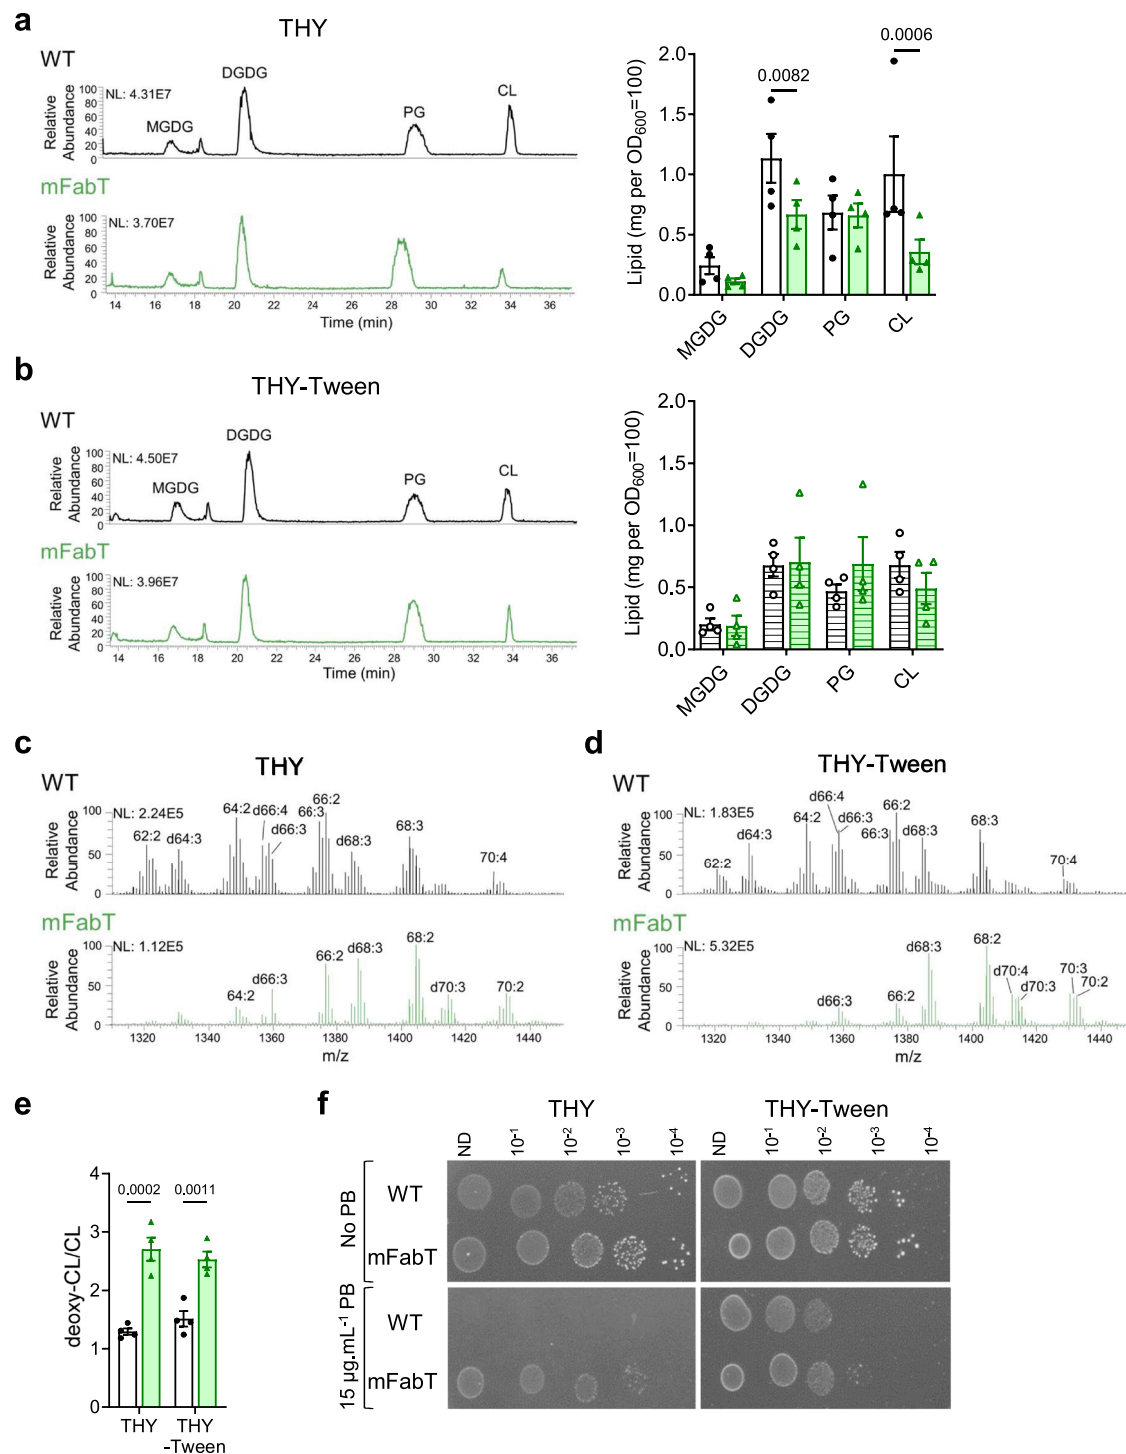 a
THY
WT
Relative Abundance
100
80
60
40
20
0
NL: 4.31E7
MGDG
DGDG
PG
CL
mFabT
Relative Abundance
100
80
60
40
20
0
NL: 3.70E7
14 16 18 20 22 24 26 28 30 32 34 36
Time (min)
Lipid (mg per OD600=100)
2.0
1.5
1.0
0.5
0.0
0.0082
0.0006
MGDG DGDG PG CL
b
THY-Tween
WT
Relative Abundance
100
80
60
40
20
0
NL: 4.50E7
MGDG
DGDG
PG
CL
mFabT
Relative Abundance
100
80
60
40
20
0
NL: 3.96E7
14 16 18 20 22 24 26 28 30 32 34 36
Time (min)
Lipid (mg per OD600=100)
2.0
1.5
1.0
0.5
0.0
MGDG DGDG PG CL
c
THY
WT
Relative Abundance
100
50
0
NL: 2.24E5
62:2 d64:3 64:2 d66:4 d66:3 66:3 66:2 d68:3 68:3 70:4
mFabT
Relative Abundance
100
50
0
NL: 1.12E5
64:2 d66:3 66:2 d68:3 68:2 d70:3 70:2
1320 1340 1360 1380 1400 1420 1440
m/z
d
THY-Tween
WT
Relative Abundance
100
50
0
NL: 1.83E5
62:2 d64:3 64:2 d66:4 d66:3 66:3 66:2 d68:3 68:3 70:4
mFabT
Relative Abundance
100
50
0
NL: 5.32E5
d66:3 66:2 d68:3 68:2 d70:4 d70:3 70:3 70:2
1320 1340 1360 1380 1400 1420 1440
m/z
e
deoxy-CL/CL
4
3
2
1
0
0.0002
0.0011
THY THY
-Tween
f
THY THY-Tween
ND 10-1 10-2 10-3 10-4 ND 10-1 10-2 10-3 10-4
No PB
WT
mFabT
15 µg.mL-1 PB
WT
mFabT